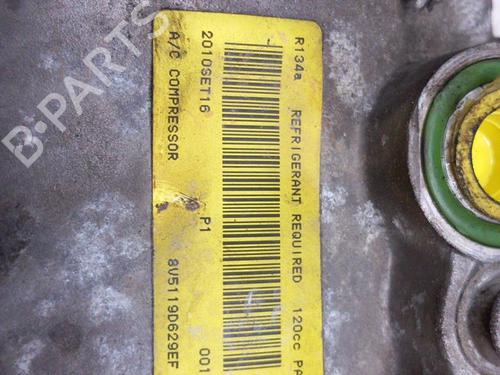 R134a REFRIGERANT REQUIRED 120cc PA
2010SET16 P1 001
A/C COMPRESSOR 8V5119D629EF
B-PARTS